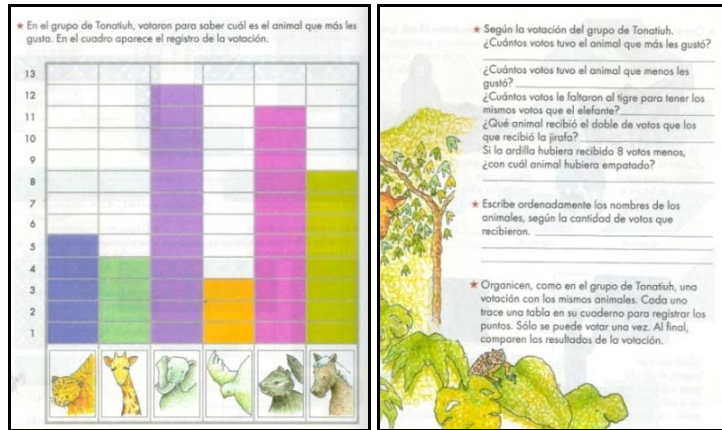 ★ En el grupo de Tonatiuh, votaron para saber cuál es el animal que más les
gusta. En el cuadro aparece el registro de la votación.
13
12
11
10
9
8
7
6
5
4
3
2
1
★ Según la votación del grupo de Tonatiuh.
¿Cuántos votos tuvo el animal que más les gustó?
¿Cuántos votos tuvo el animal que menos les
gustó?
¿Cuántos votos le faltaron al tigre para tener los
mismos votos que el elefante?
¿Qué animal recibió el doble de votos que los
que recibió la jirafa?
Si la ardilla hubiera recibido 8 votos menos,
¿con cuál animal hubiera empatado?
★ Escribe ordenadamente los nombres de los
animales, según la cantidad de votos que
recibieron.
★ Organicen, como en el grupo de Tonatiuh, una
votación con los mismos animales. Cada uno
trace una tabla en su cuaderno para registrar los
puntos. Sólo se puede votar una vez. Al final,
comparen los resultados de la votación.